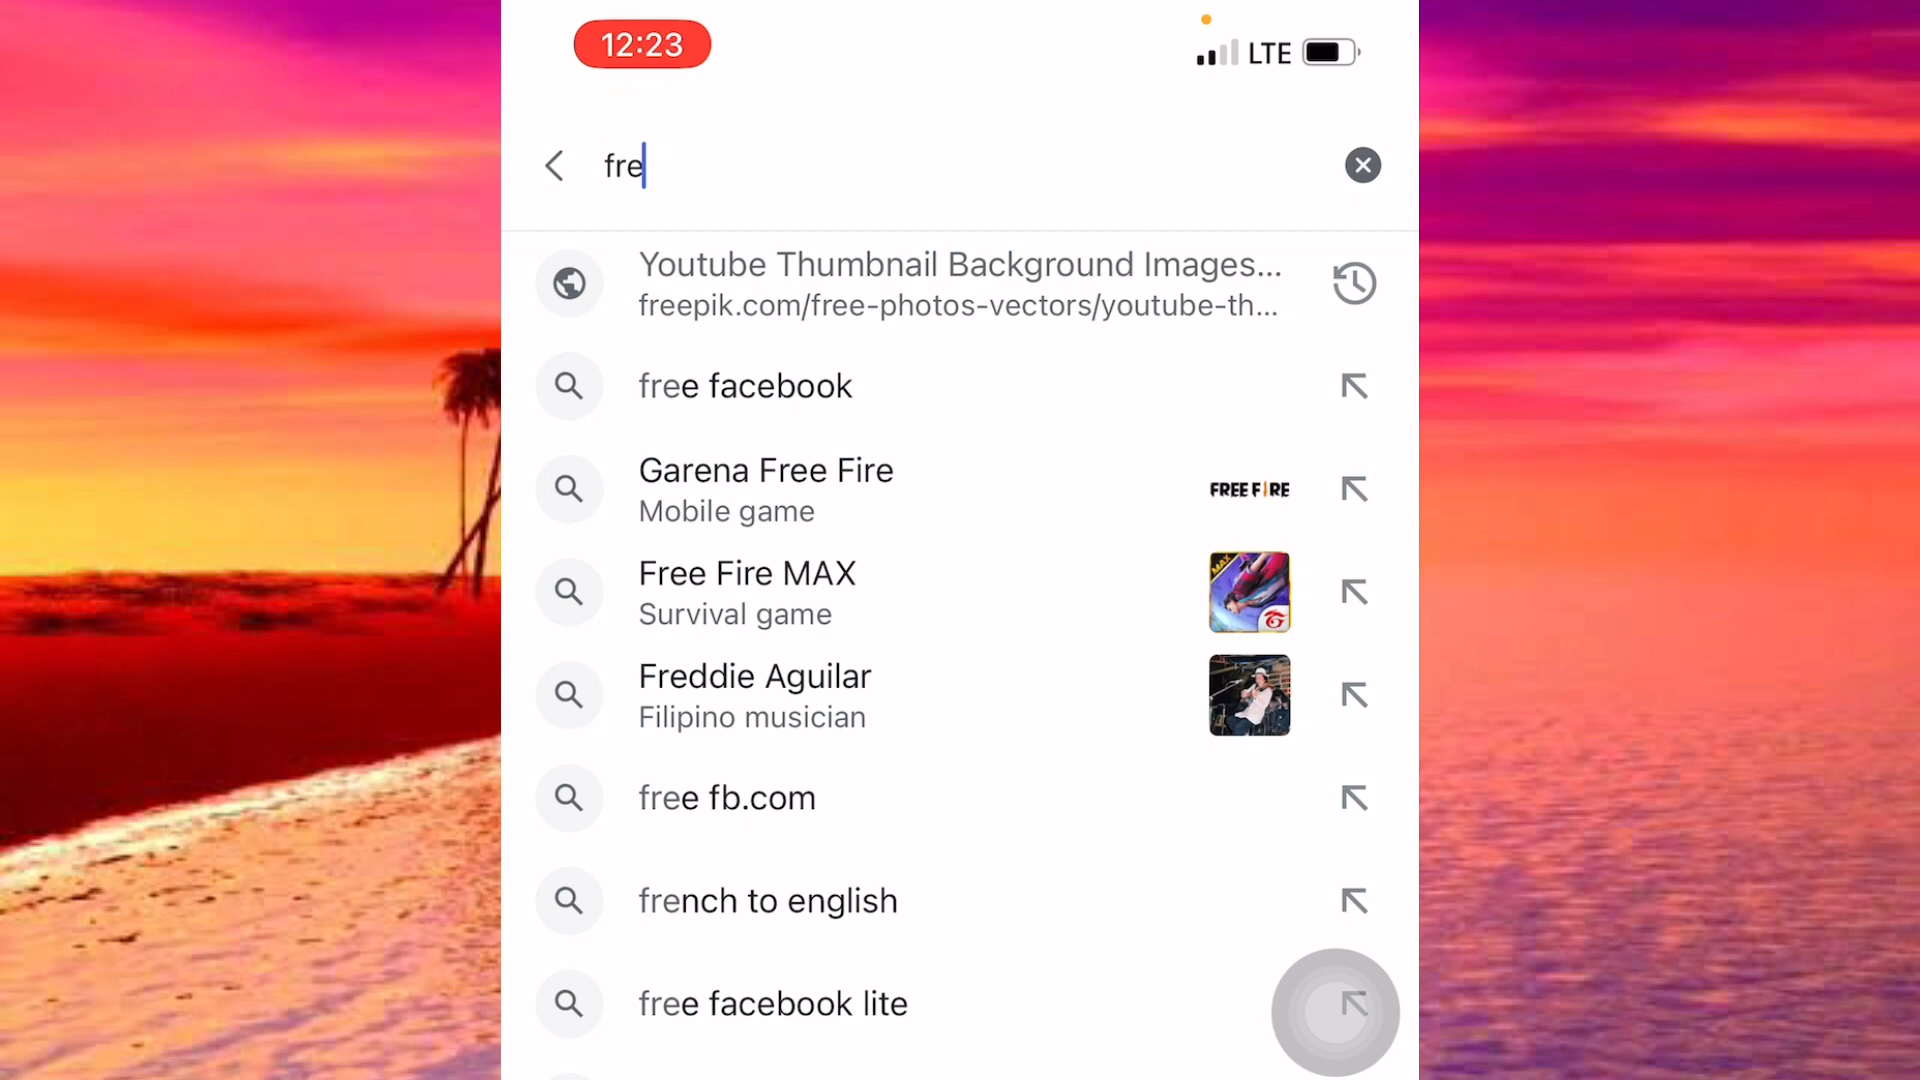 12:23
LTE
fre
Youtube Thumbnail Background Images...
freepik.com/free-photos-vectors/youtube-th...
free facebook
Garena Free Fire
Mobile game
FREE FIRE
Free Fire MAX
Survival game
MAX
Freddie Aguilar
Filipino musician
free fb.com
french to english
free facebook lite